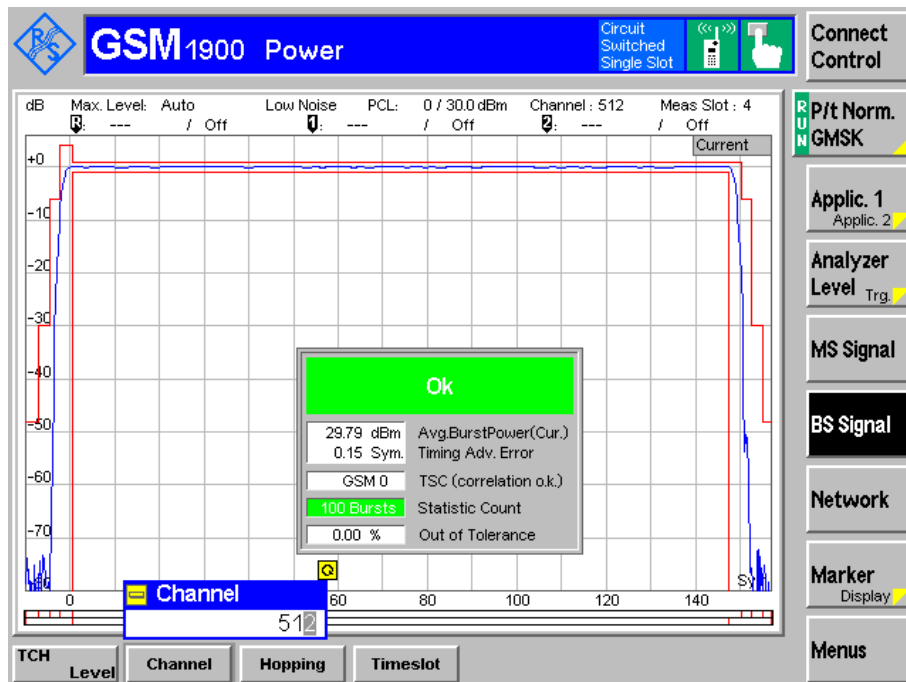 R&S
GSM 1900 Power
Circuit Switched Single Slot
Connect Control
dB Max. Level: Auto Low Noise PCL: 0 / 30.0 dBm Channel : 512 Meas Slot : 4
R: --- / Off 1: --- / Off 2: --- / Off
Current
RUN
P/t Norm. GMSK
+0
-10
-20
-30
-40
-50
-60
-70
Applic. 1
Applic. 2
Analyzer Level Trg.
MS Signal
BS Signal
Network
Marker
Display
Menus
Ok
29.79 dBm Avg.BurstPower(Cur.)
0.15 Sym. Timing Adv. Error
GSM 0 TSC (correlation o.k.)
100 Bursts Statistic Count
0.00 % Out of Tolerance
0 60 80 100 120 140
Channel
512
TCH Level
Channel
Hopping
Timeslot